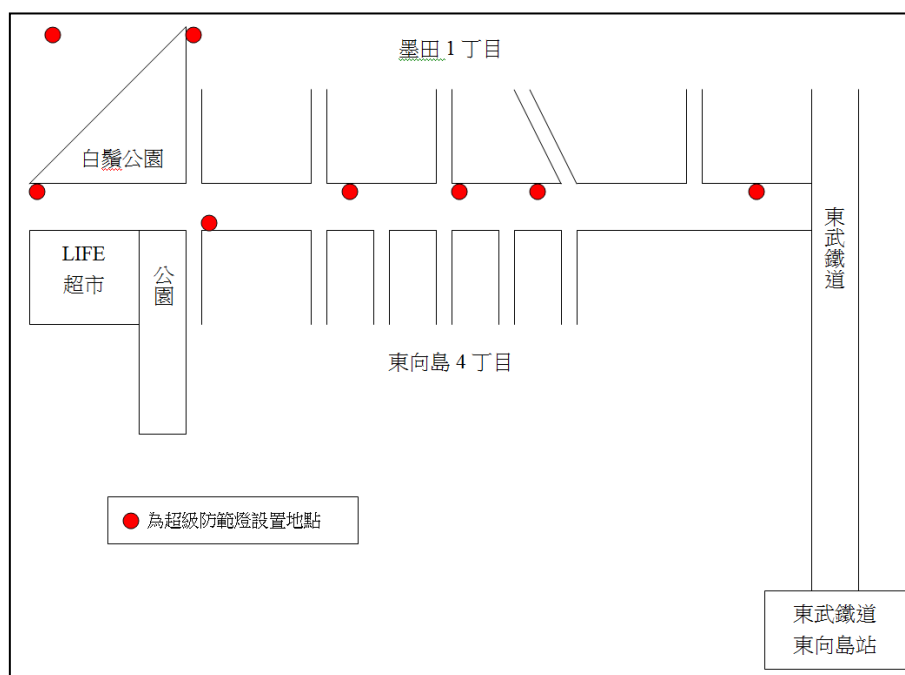 墨田 1 丁目
白鬚公園
LIFE
超市
公園
東武鐵道
東向島 4 丁目
為超級防範燈設置地點
東武鐵道
東向島站